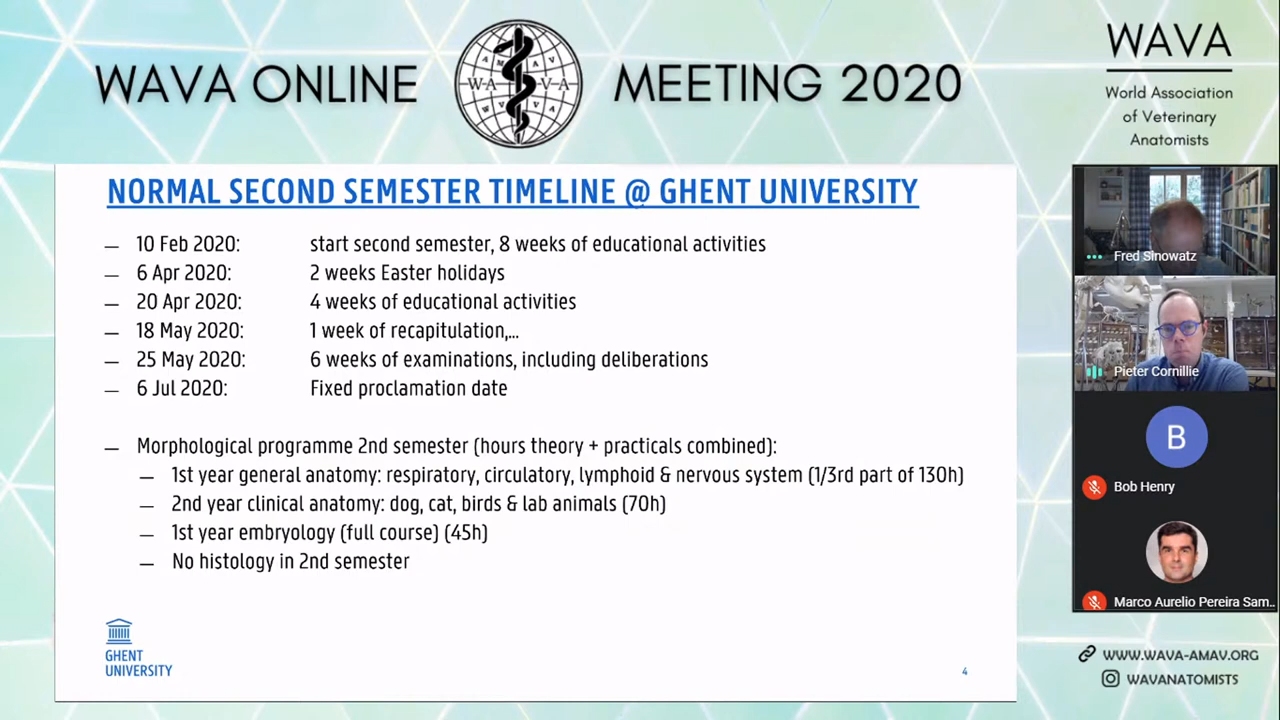 WAVA ONLINE MEETING 2020
AMAV
WAVA
WAVA
World Association
of Veterinary
Anatomists
NORMAL SECOND SEMESTER TIMELINE @ GHENT UNIVERSITY
— 10 Feb 2020: start second semester, 8 weeks of educational activities
— 6 Apr 2020: 2 weeks Easter holidays
— 20 Apr 2020: 4 weeks of educational activities
— 18 May 2020: 1 week of recapitulation,...
— 25 May 2020: 6 weeks of examinations, including deliberations
— 6 Jul 2020: Fixed proclamation date
— Morphological programme 2nd semester (hours theory + practicals combined):
— 1st year general anatomy: respiratory, circulatory, lymphoid & nervous system (1/3rd part of 130h)
— 2nd year clinical anatomy: dog, cat, birds & lab animals (70h)
— 1st year embryology (full course) (45h)
— No histology in 2nd semester
GHENT
UNIVERSITY
4
Fred Sinowatz
Pieter Cornillie
B
Bob Henry
Marco Aurelio Pereira Sam..
WWW.WAVA-AMAV.ORG
WAVANATOMISTS